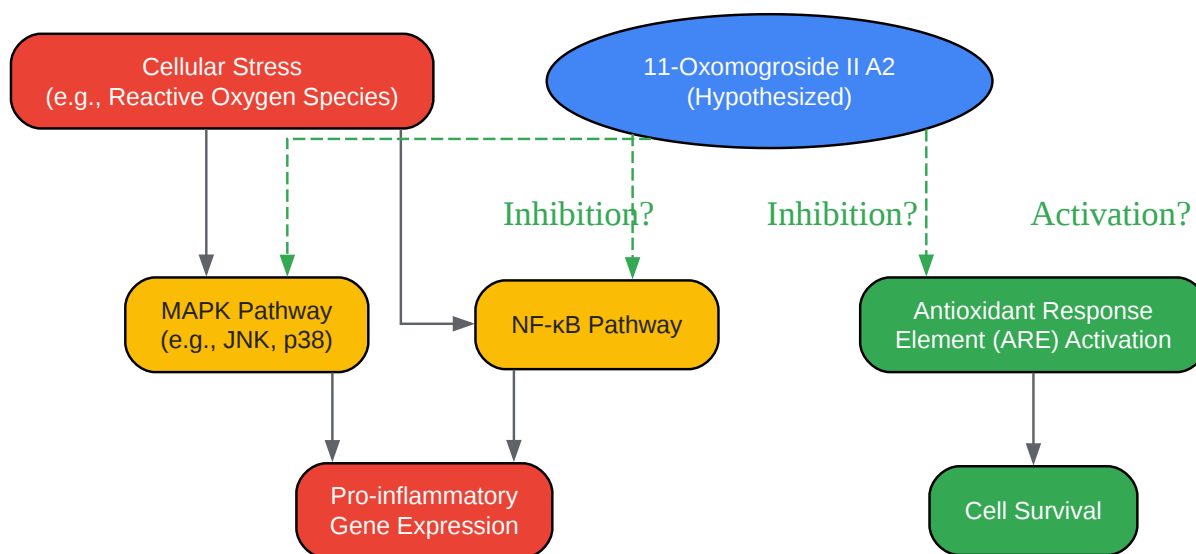 Cellular Stress
(e.g., Reactive Oxygen Species)
11-Oxomogroside II A2
(Hypothesized)
Inhibition?
Inhibition?
Activation?
MAPK Pathway
(e.g., JNK, p38)
NF-κB Pathway
Antioxidant Response
Element (ARE) Activation
Pro-inflammatory
Gene Expression
Cell Survival